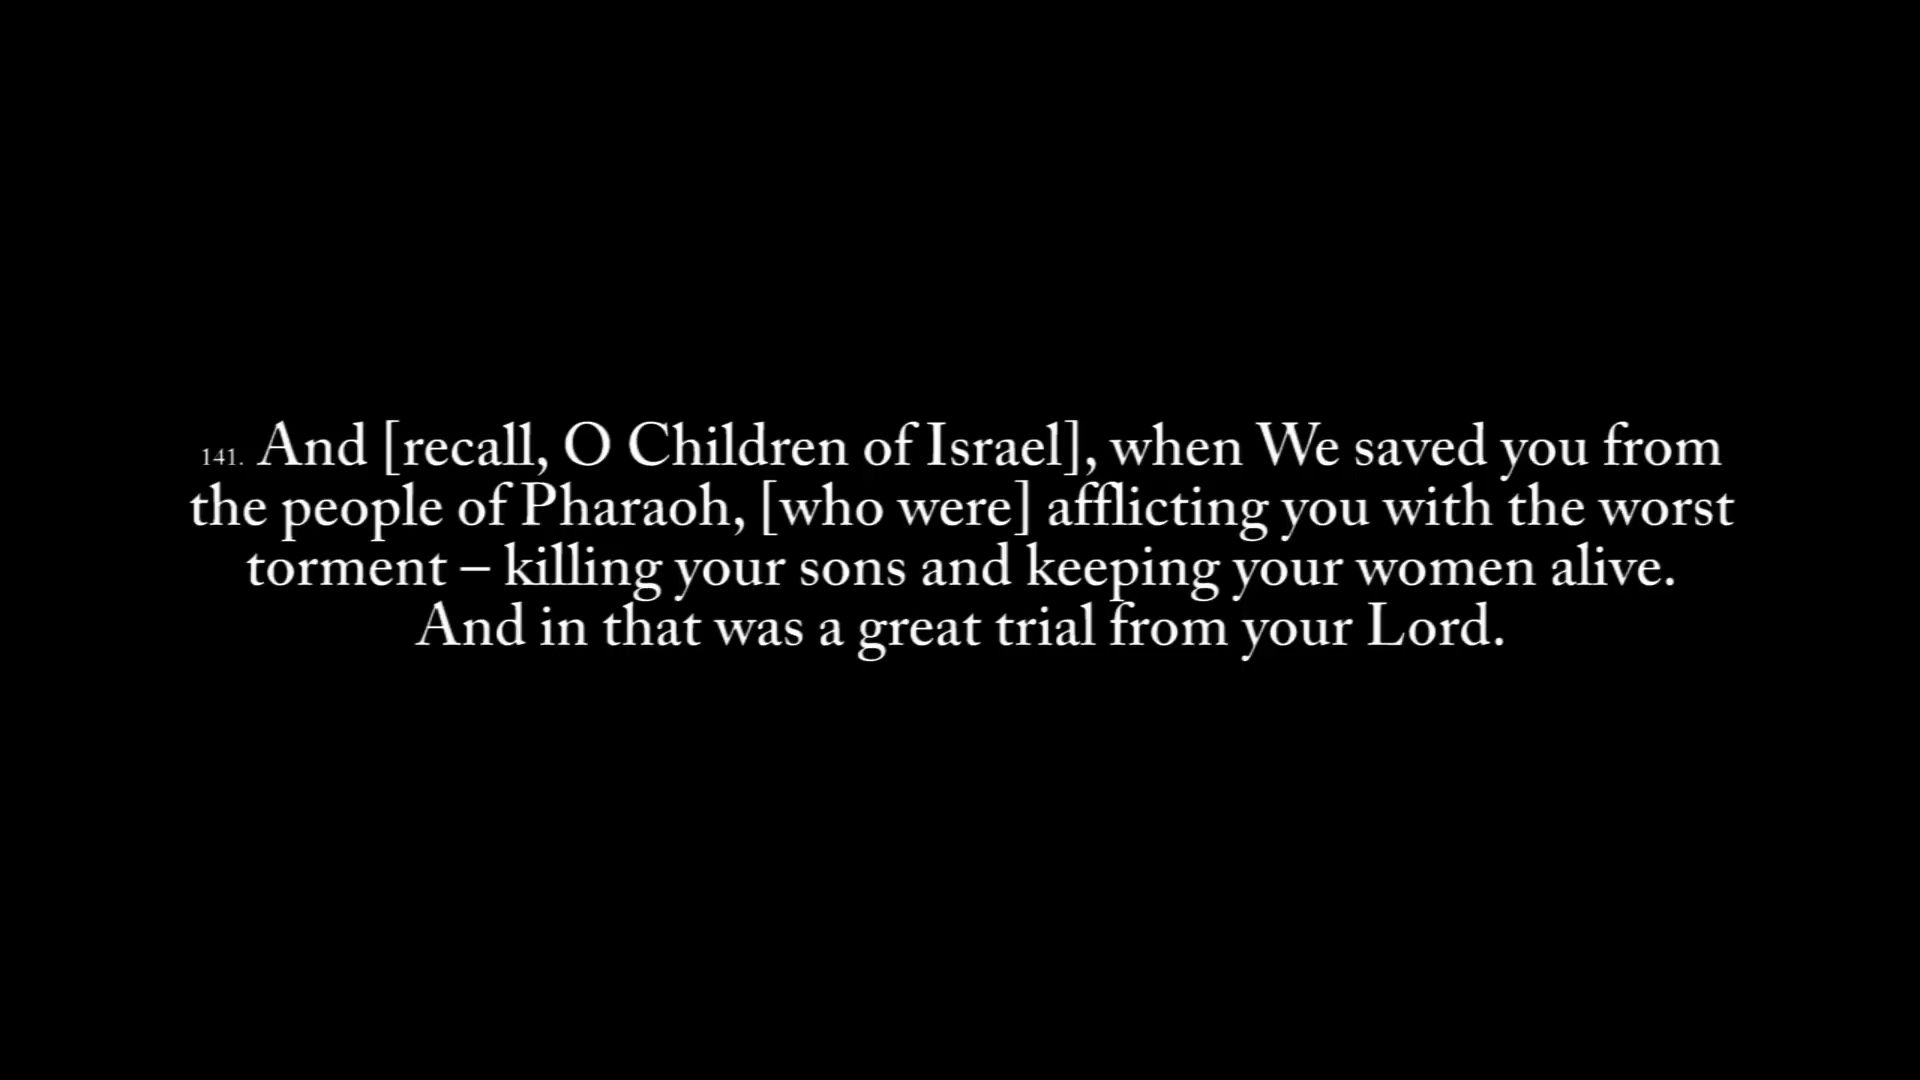 141. And [recall, O Children of Israel], when We saved you from
the people of Pharaoh, [who were] afflicting you with the worst
torment – killing your sons and keeping your women alive.
And in that was a great trial from your Lord.